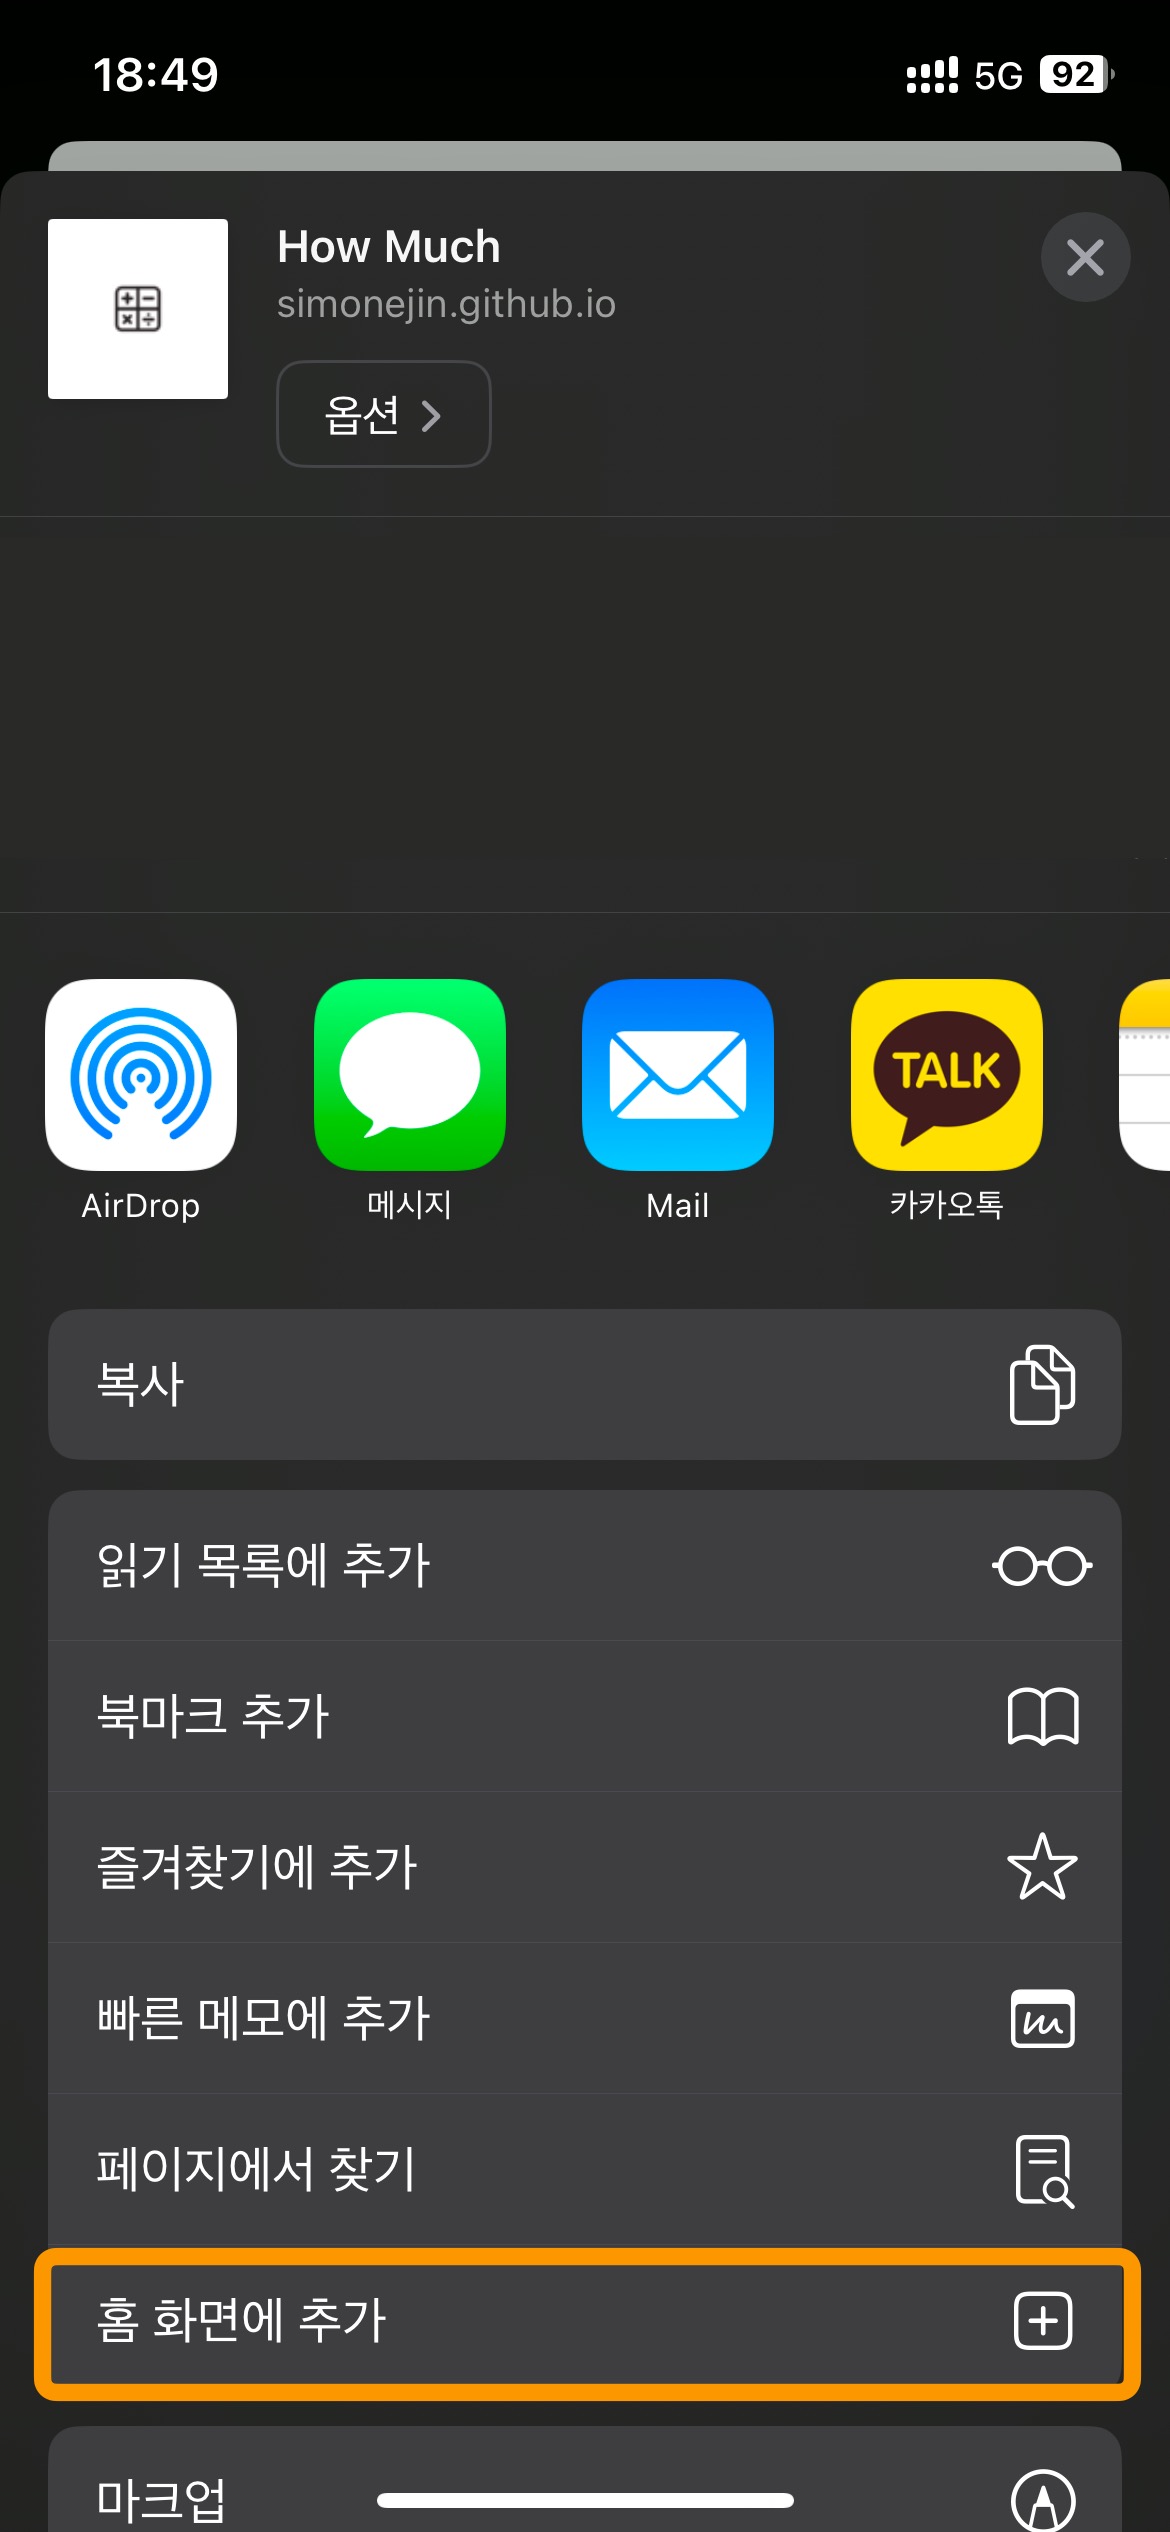 18:49
5G 92
How Much
simonejin.github.io
옵션
TALK
AirDrop
메시지
Mail
카카오톡
복사
읽기 목록에 추가
북마크 추가
즐겨찾기에 추가
빠른 메모에 추가
페이지에서 찾기
홈 화면에 추가
마크업